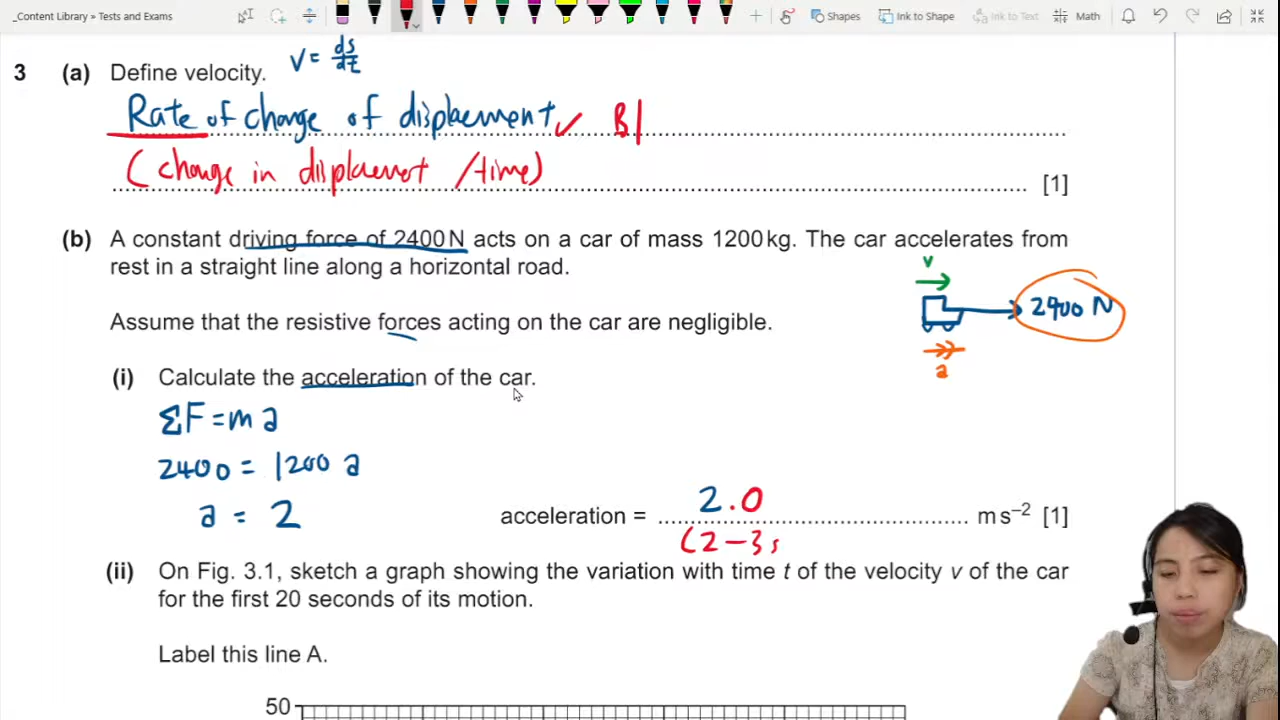 _Content Library » Tests and Exams
Shapes
Ink to Shape
Ink to Text
Math
3 (a) Define velocity. v = ds/dt
Rate of change of displaement ✓ B1
(change in displaemet /time)
[1]
(b) A constant driving force of 2400 N acts on a car of mass 1200 kg. The car accelerates from
rest in a straight line along a horizontal road.
v
2400 N
a
Assume that the resistive forces acting on the car are negligible.
(i) Calculate the acceleration of the car.
ΣF = m a
2400 = 1200 a
a = 2
acceleration = 2.0 m s⁻² [1]
(2-3 s
(ii) On Fig. 3.1, sketch a graph showing the variation with time t of the velocity v of the car
for the first 20 seconds of its motion.
Label this line A.
50